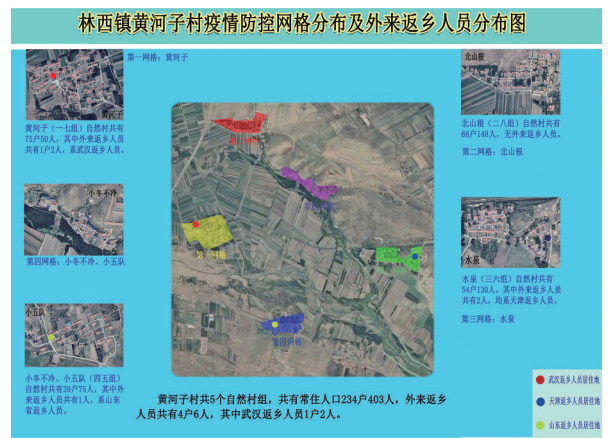 林西镇黄河子村疫情防控网格分布及外来返乡人员分布图
第一网格：黄河子
黄河子
黄河子（一七组）自然村共有
75户50人，其中外来返乡人员
共有1户2人，系武汉返乡人员。
小冬不冷
第四网格：小冬不冷、小五队
小五队
小冬不冷、小五队（四五组）
自然村共有39户75人，其中外
来返乡人员共有1人，系山东
省返乡人员。
第一网格
第四网格
北山根
北山根（二八组）自然村共有
66户148人，无外来返乡人员。
第二网格：北山根
水泉
水泉（三六组）自然村共有
54户130人，其中外来返乡人员
共有2人，均系天津返乡人员。
第三网格：水泉
黄河子村共5个自然村组，共有常住人口234户403人，外来返乡
人员共有4户6人，其中武汉返乡人员1户2人。
武汉返乡人员居住地
天津返乡人员居住地
山东返乡人员居住地